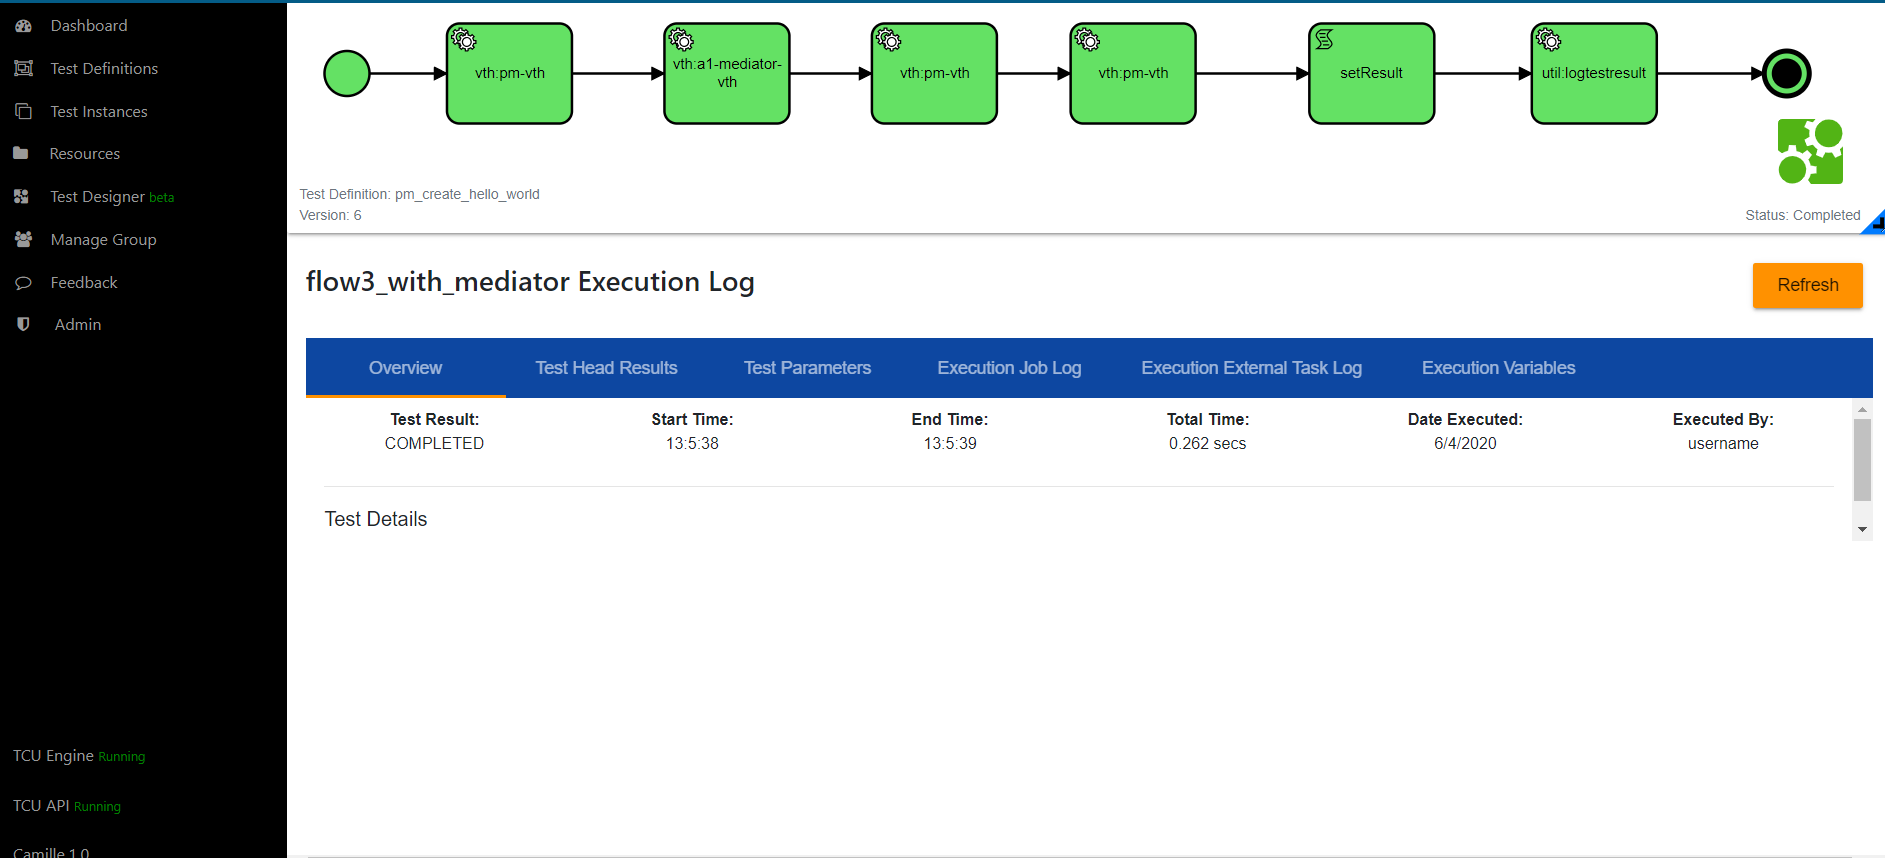 Dashboard
Test Definitions
Test Instances
Resources
Test Designer beta
Manage Group
Feedback
Admin
TCU Engine Running
TCU API Running
Camille 1.0
vth:pm-vth
vth:a1-mediator-
vth
vth:pm-vth
vth:pm-vth
setResult
util:logtestresult
Test Definition: pm_create_hello_world
Version: 6
Status: Completed
flow3_with_mediator Execution Log
Refresh
Overview
Test Head Results
Test Parameters
Execution Job Log
Execution External Task Log
Execution Variables
Test Result:
COMPLETED
Start Time:
13:5:38
End Time:
13:5:39
Total Time:
0.262 secs
Date Executed:
6/4/2020
Executed By:
username
Test Details